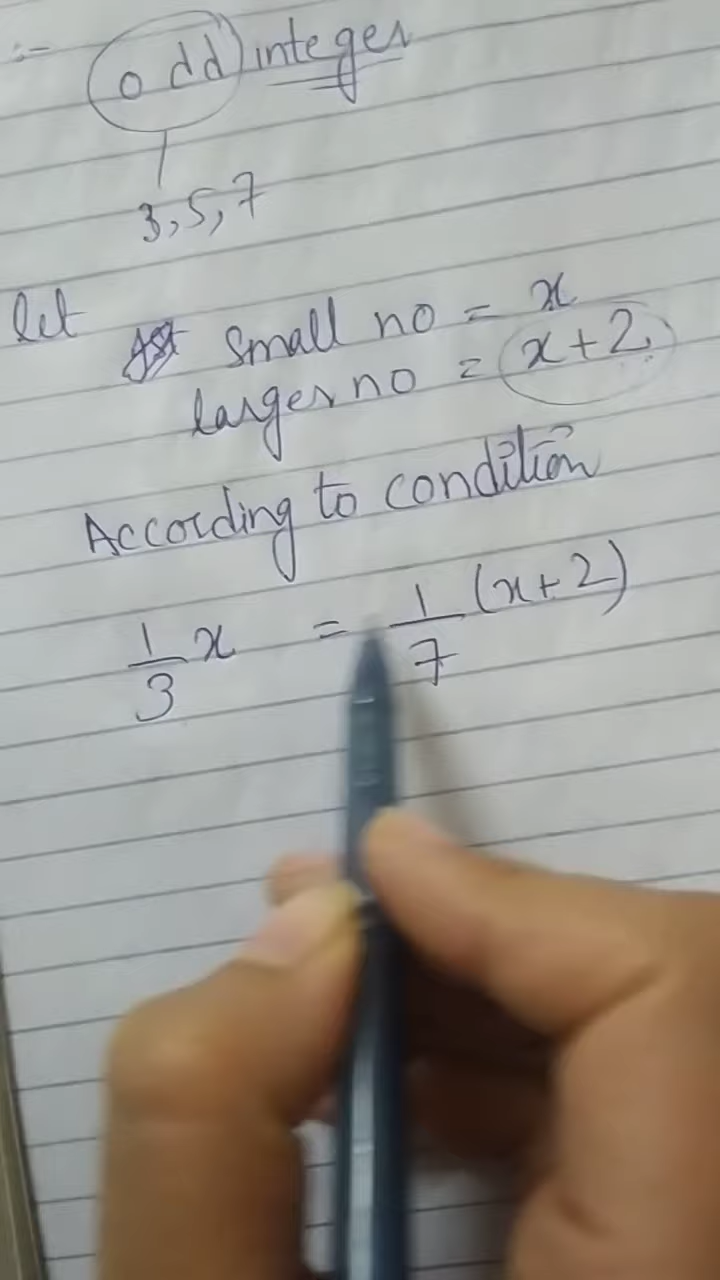 :- odd integer
3, 5, 7
let small no = x
larger no = x+2
According to condition
1/3 x = 1/7 (x+2)